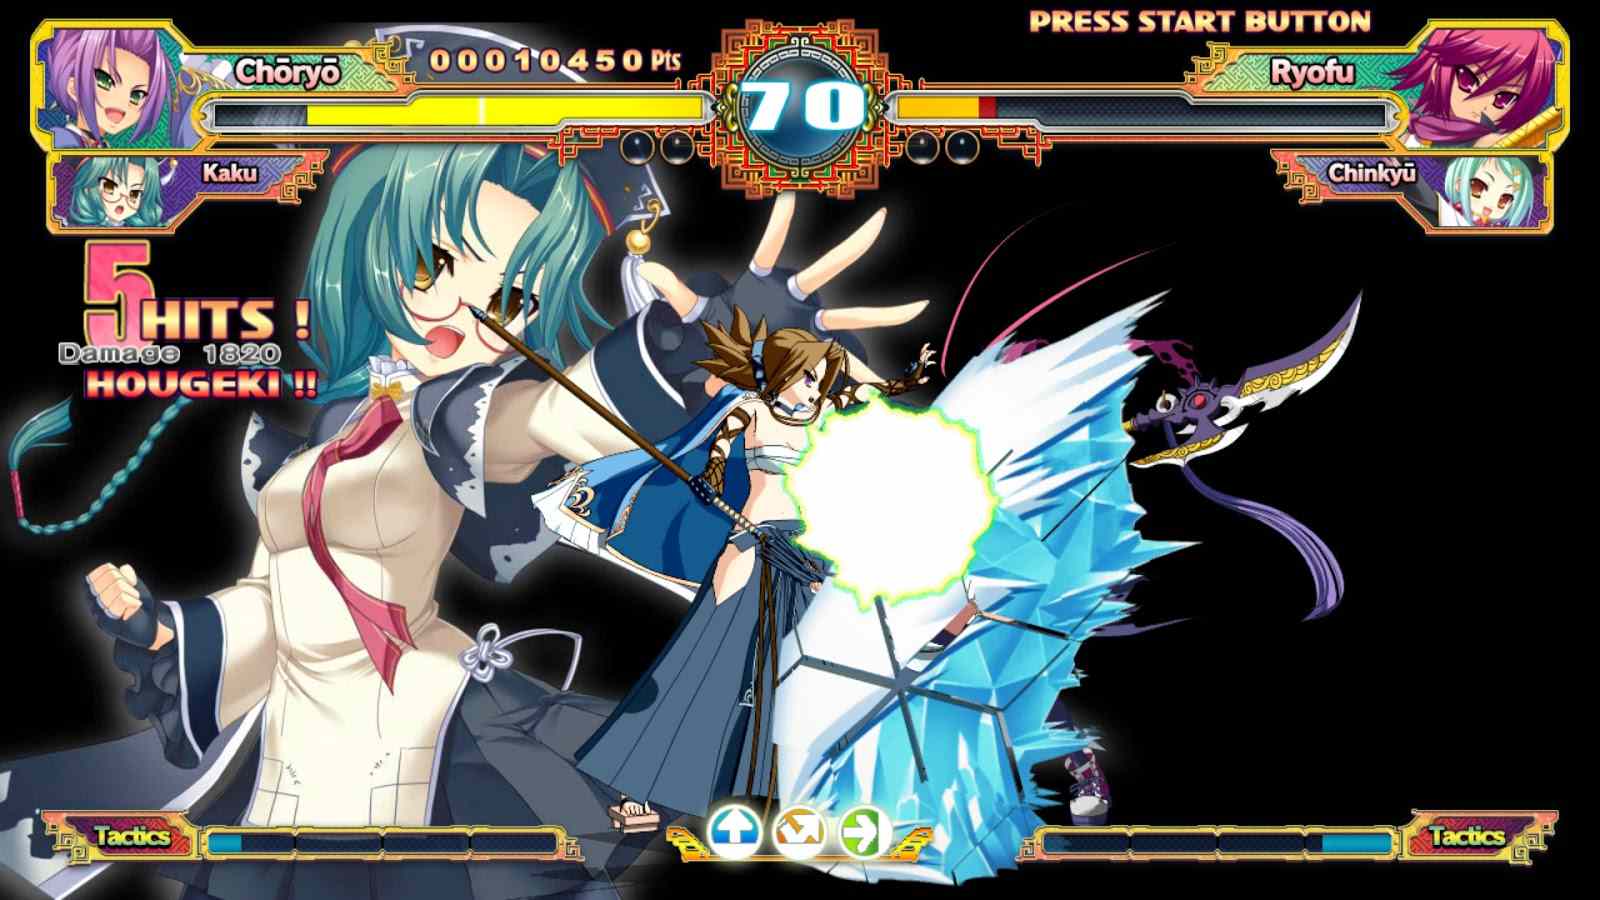 PRESS START BUTTON
Chōryō
00010450 Pts
70
Ryofu
Kaku
Chinkyū
5 HITS !
Damage 1820
HOUGEKI !!
Tactics
Tactics